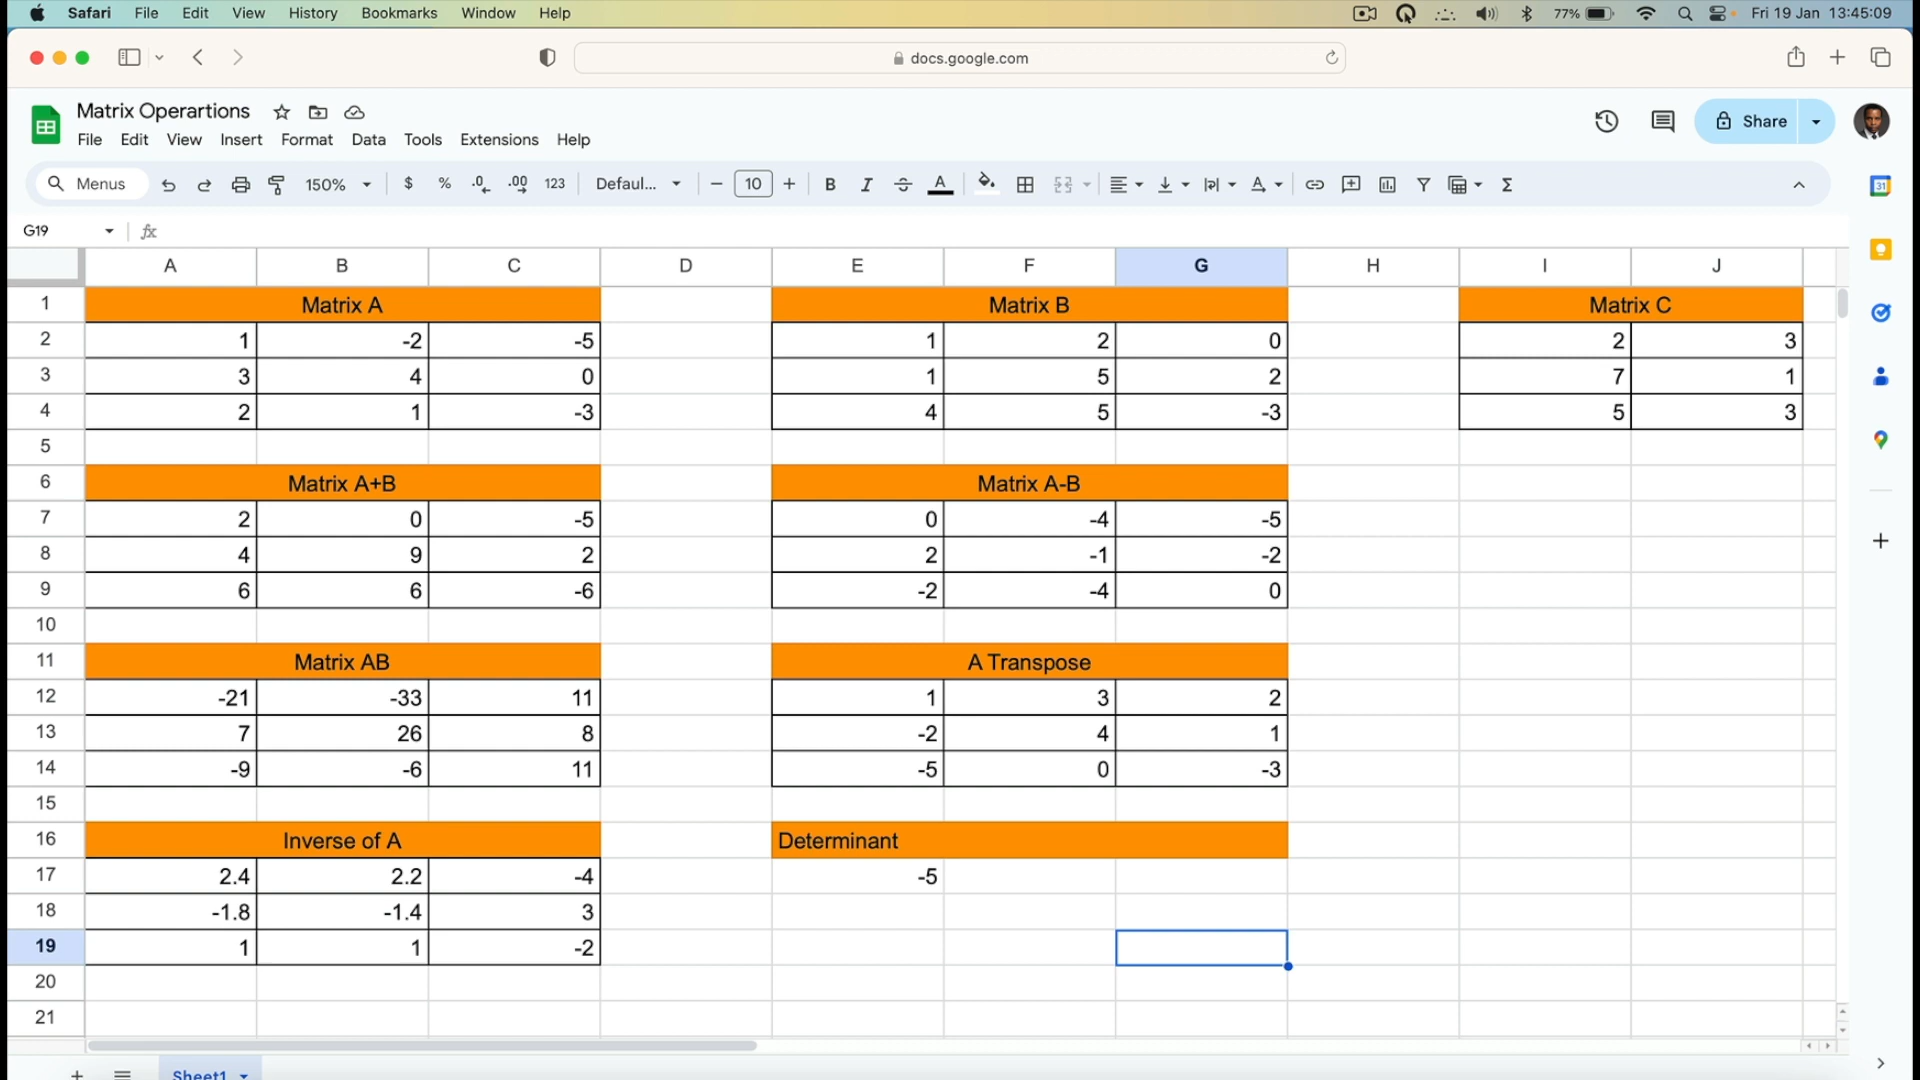 Safari File Edit View History Bookmarks Window Help 77% Fri 19 Jan 13:45:09
docs.google.com
Matrix Operartions
File Edit View Insert Format Data Tools Extensions Help
Share
Menus 150% $ % .0 .00 123 Defaul... − 10 + B I S A Σ
G19 fx
A B C D E F G H I J
1 Matrix A Matrix B Matrix C
2 1 -2 -5 1 2 0 2 3
3 3 4 0 1 5 2 7 1
4 2 1 -3 4 5 -3 5 3
5
6 Matrix A+B Matrix A-B
7 2 0 -5 0 -4 -5
8 4 9 2 2 -1 -2
9 6 6 -6 -2 -4 0
10
11 Matrix AB A Transpose
12 -21 -33 11 1 3 2
13 7 26 8 -2 4 1
14 -9 -6 11 -5 0 -3
15
16 Inverse of A Determinant
17 2.4 2.2 -4 -5
18 -1.8 -1.4 3
19 1 1 -2
20
21
Sheet1
31